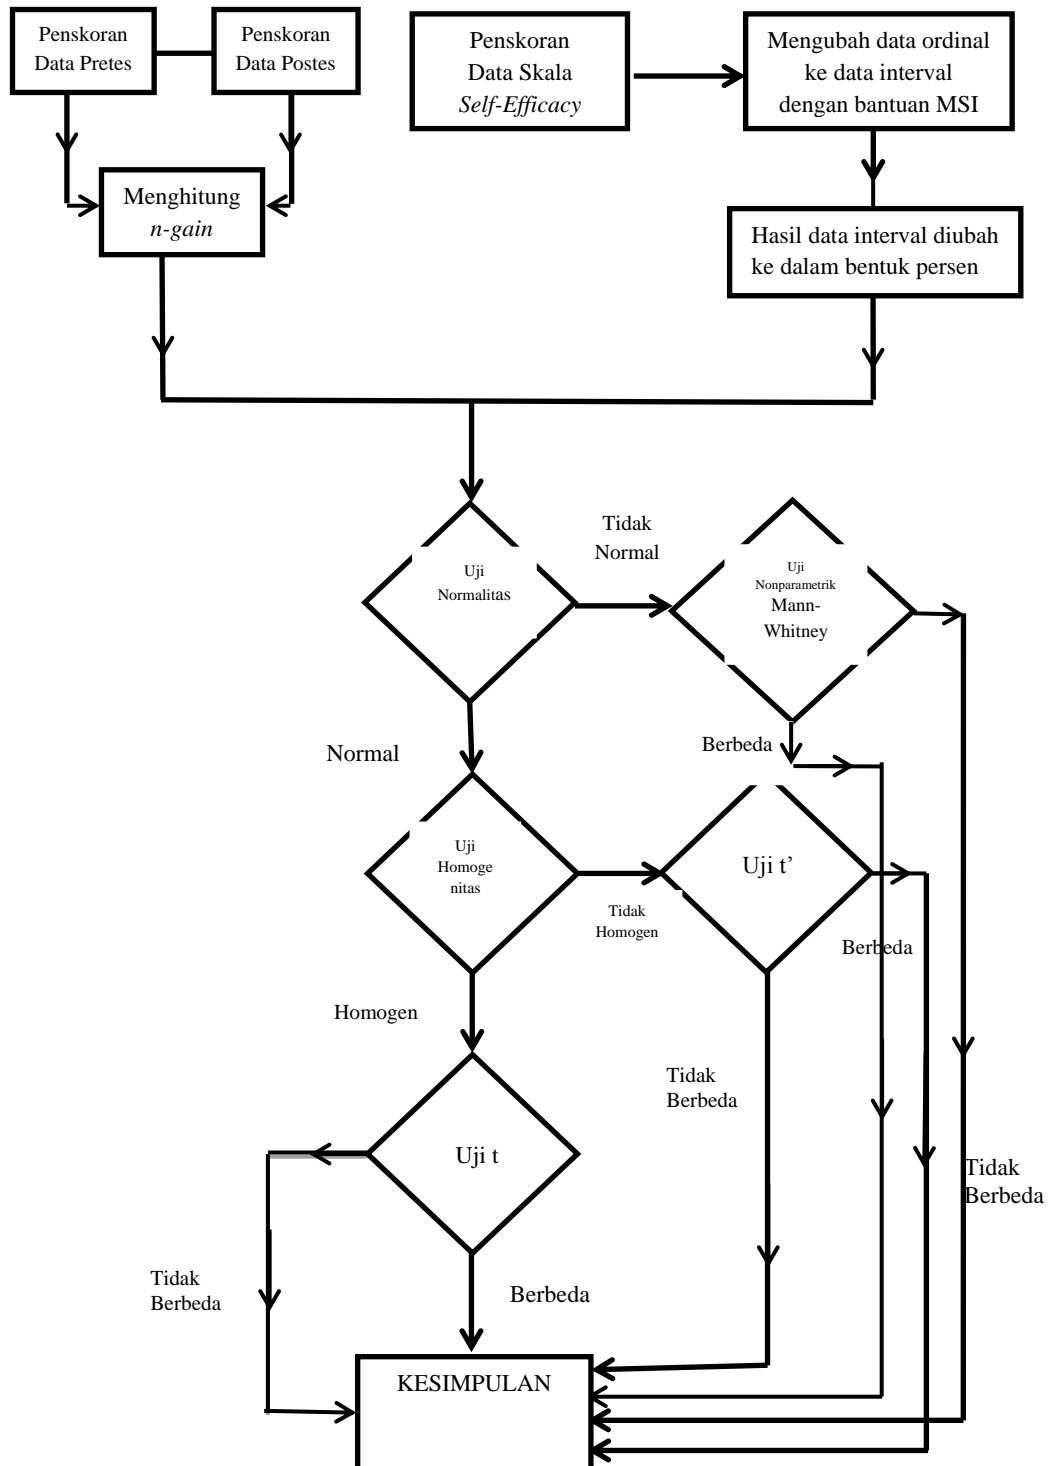 Penskoran
Data Pretes
Penskoran
Data Postes
Penskoran
Data Skala
Self-Efficacy
Mengubah data ordinal
ke data interval
dengan bantuan MSI
Menghitung
n-gain
Hasil data interval diubah
ke dalam bentuk persen
Uji
Normalitas
Tidak
Normal
Uji
Nonparametrik
Mann-
Whitney
Normal
Berbeda
Uji
Homoge
nitas
Tidak
Homogen
Uji t’
Berbeda
Homogen
Tidak
Berbeda
Uji t
Tidak
Berbeda
Tidak
Berbeda
Berbeda
KESIMPULAN